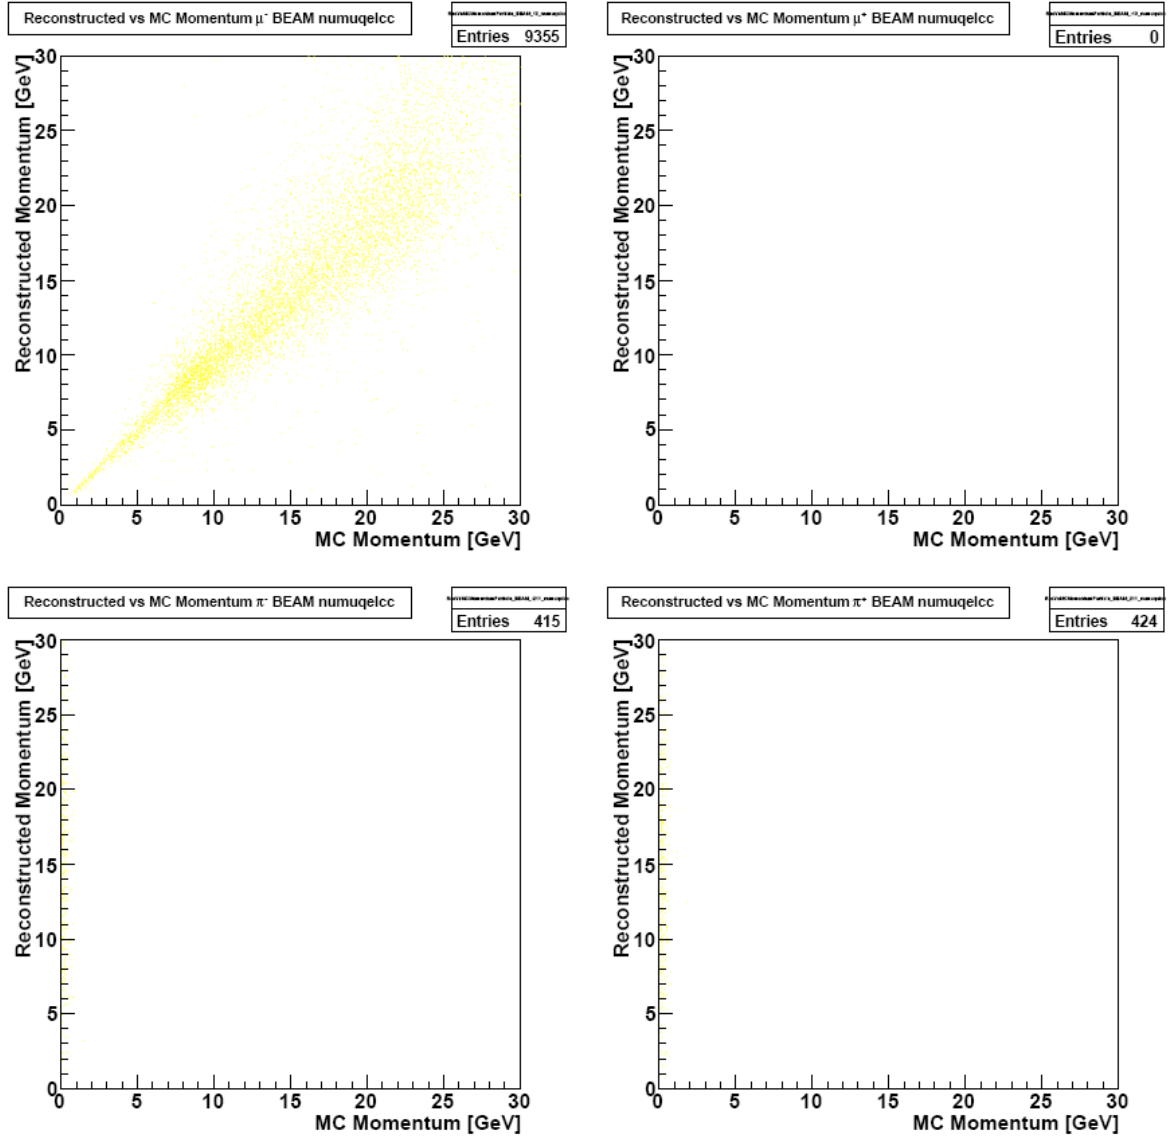 Reconstructed vs MC Momentum μ⁻ BEAM numuqelcc
Entries 9355
Reconstructed Momentum [GeV]
30
25
20
15
10
5
0
0 5 10 15 20 25 30
MC Momentum [GeV]
Reconstructed vs MC Momentum μ⁺ BEAM numuqelcc
Entries 0
Reconstructed Momentum [GeV]
30
25
20
15
10
5
0
0 5 10 15 20 25 30
MC Momentum [GeV]
Reconstructed vs MC Momentum π⁻ BEAM numuqelcc
Entries 415
Reconstructed Momentum [GeV]
30
25
20
15
10
5
0
0 5 10 15 20 25 30
MC Momentum [GeV]
Reconstructed vs MC Momentum π⁺ BEAM numuqelcc
Entries 424
Reconstructed Momentum [GeV]
30
25
20
15
10
5
0
0 5 10 15 20 25 30
MC Momentum [GeV]